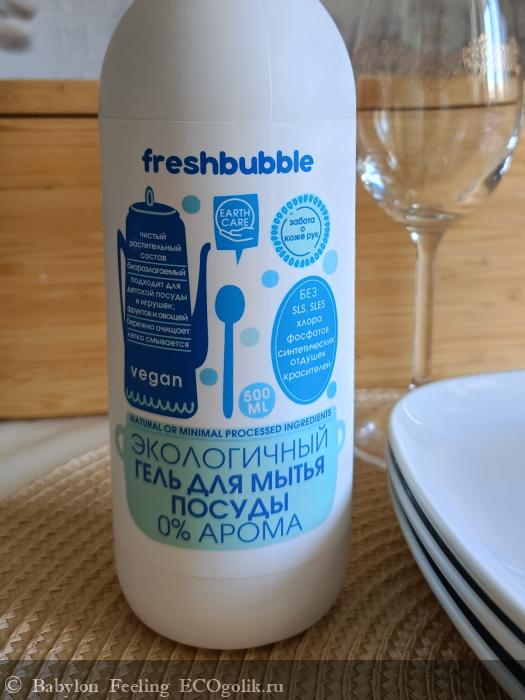 freshbubble
чистый
растительный
состав
биоразлагаемый
подходит для
детской посуды
и игрушек;
фруктов и овощей
бережно очищает
легко смывается
vegan
EARTH
CARE
забота
о
коже рук
БЕЗ:
SLS, SLES
хлора
фосфатов
синтетических
отдушек
красителей
500
ML
NATURAL OR MINIMAL PROCESSED INGREDIENTS
ЭКОЛОГИЧНЫЙ
ГЕЛЬ ДЛЯ МЫТЬЯ
ПОСУДЫ
0% АРОМА
© Babylon Feeling ECOgolik.ru